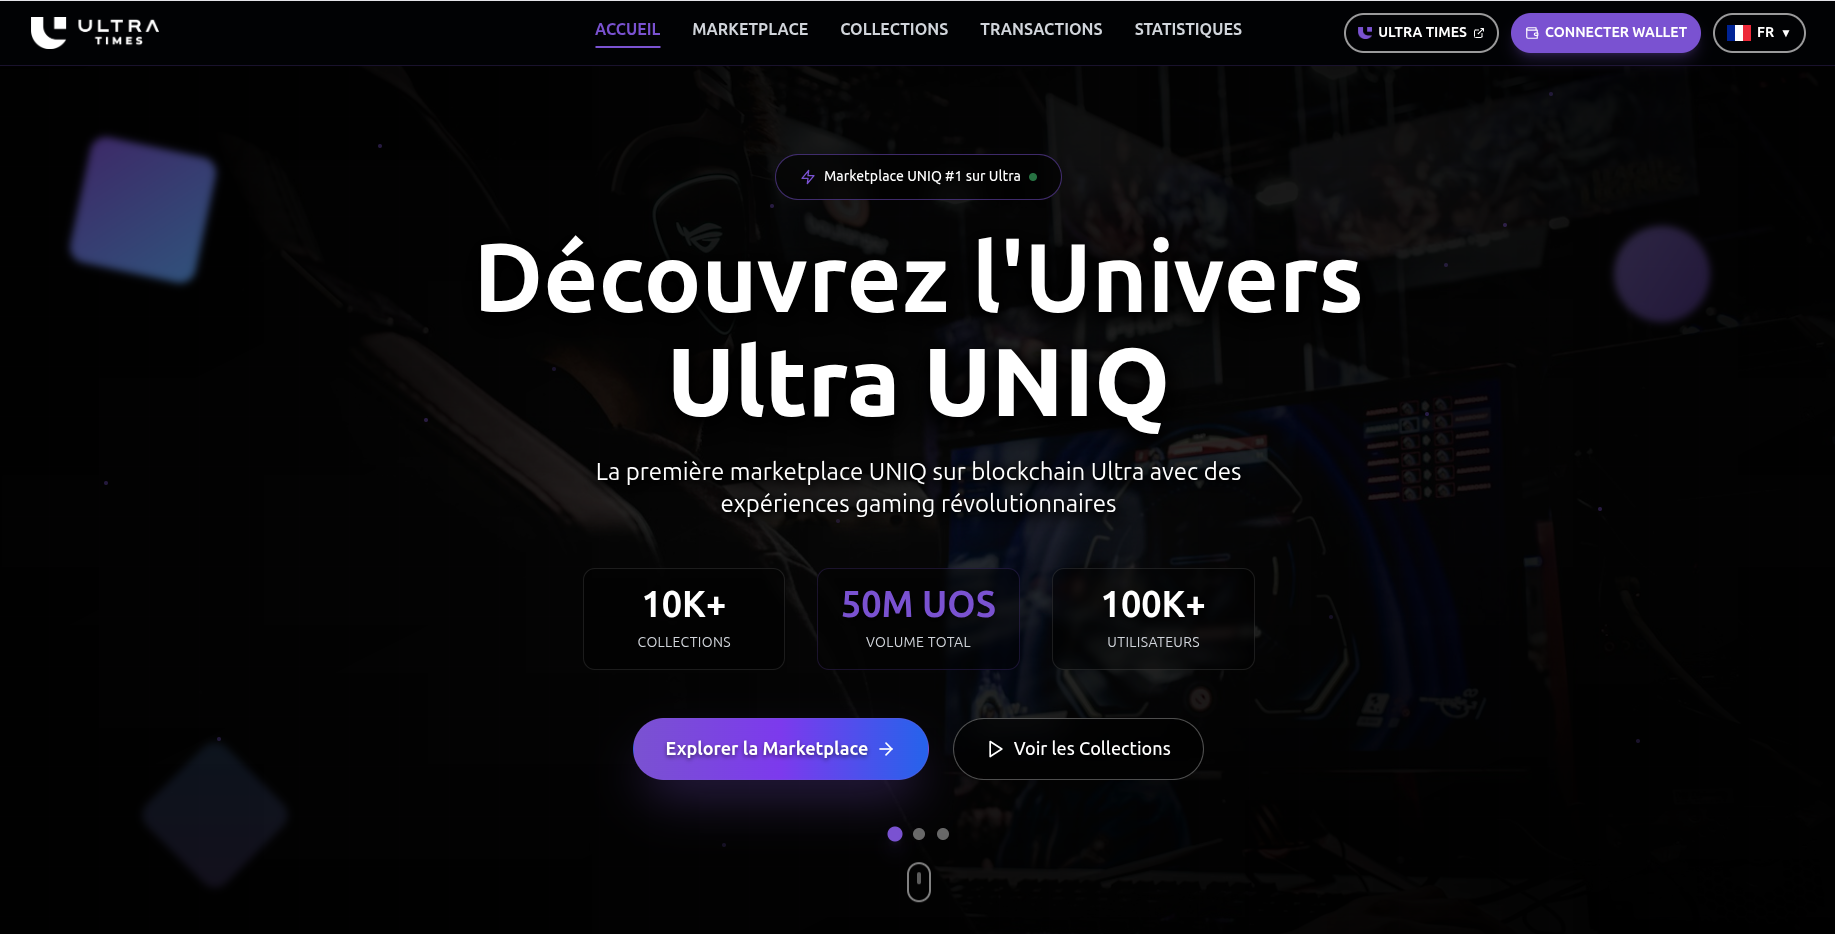 ULTRA
TIMES
ACCUEIL
MARKETPLACE
COLLECTIONS
TRANSACTIONS
STATISTIQUES
ULTRA TIMES
CONNECTER WALLET
FR ▼
Marketplace UNIQ #1 sur Ultra
Découvrez l'Univers
Ultra UNIQ
La première marketplace UNIQ sur blockchain Ultra avec des
expériences gaming révolutionnaires
10K+
COLLECTIONS
50M UOS
VOLUME TOTAL
100K+
UTILISATEURS
Explorer la Marketplace →
Voir les Collections